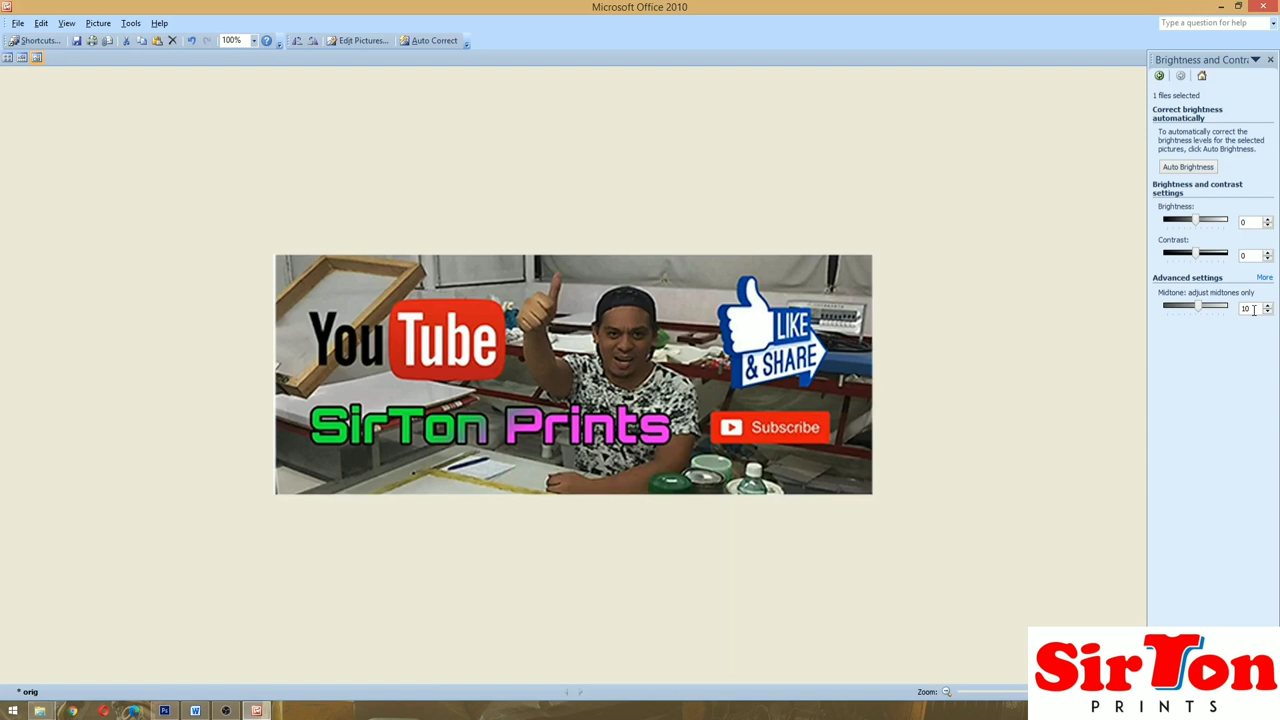 Microsoft Office 2010
File Edit View Picture Tools Help
Type a question for help
Shortcuts... 100% Edit Pictures... Auto Correct
Brightness and Contra
1 files selected
Correct brightness
automatically
To automatically correct the
brightness levels for the selected
pictures, click Auto Brightness.
Auto Brightness
Brightness and contrast
settings
Brightness:
0
Contrast:
0
Advanced settings More
Midtone: adjust midtones only
10
YouTube
LIKE
& SHARE
SirTon Prints
Subscribe
* orig
Zoom:
SirTon
PRINTS